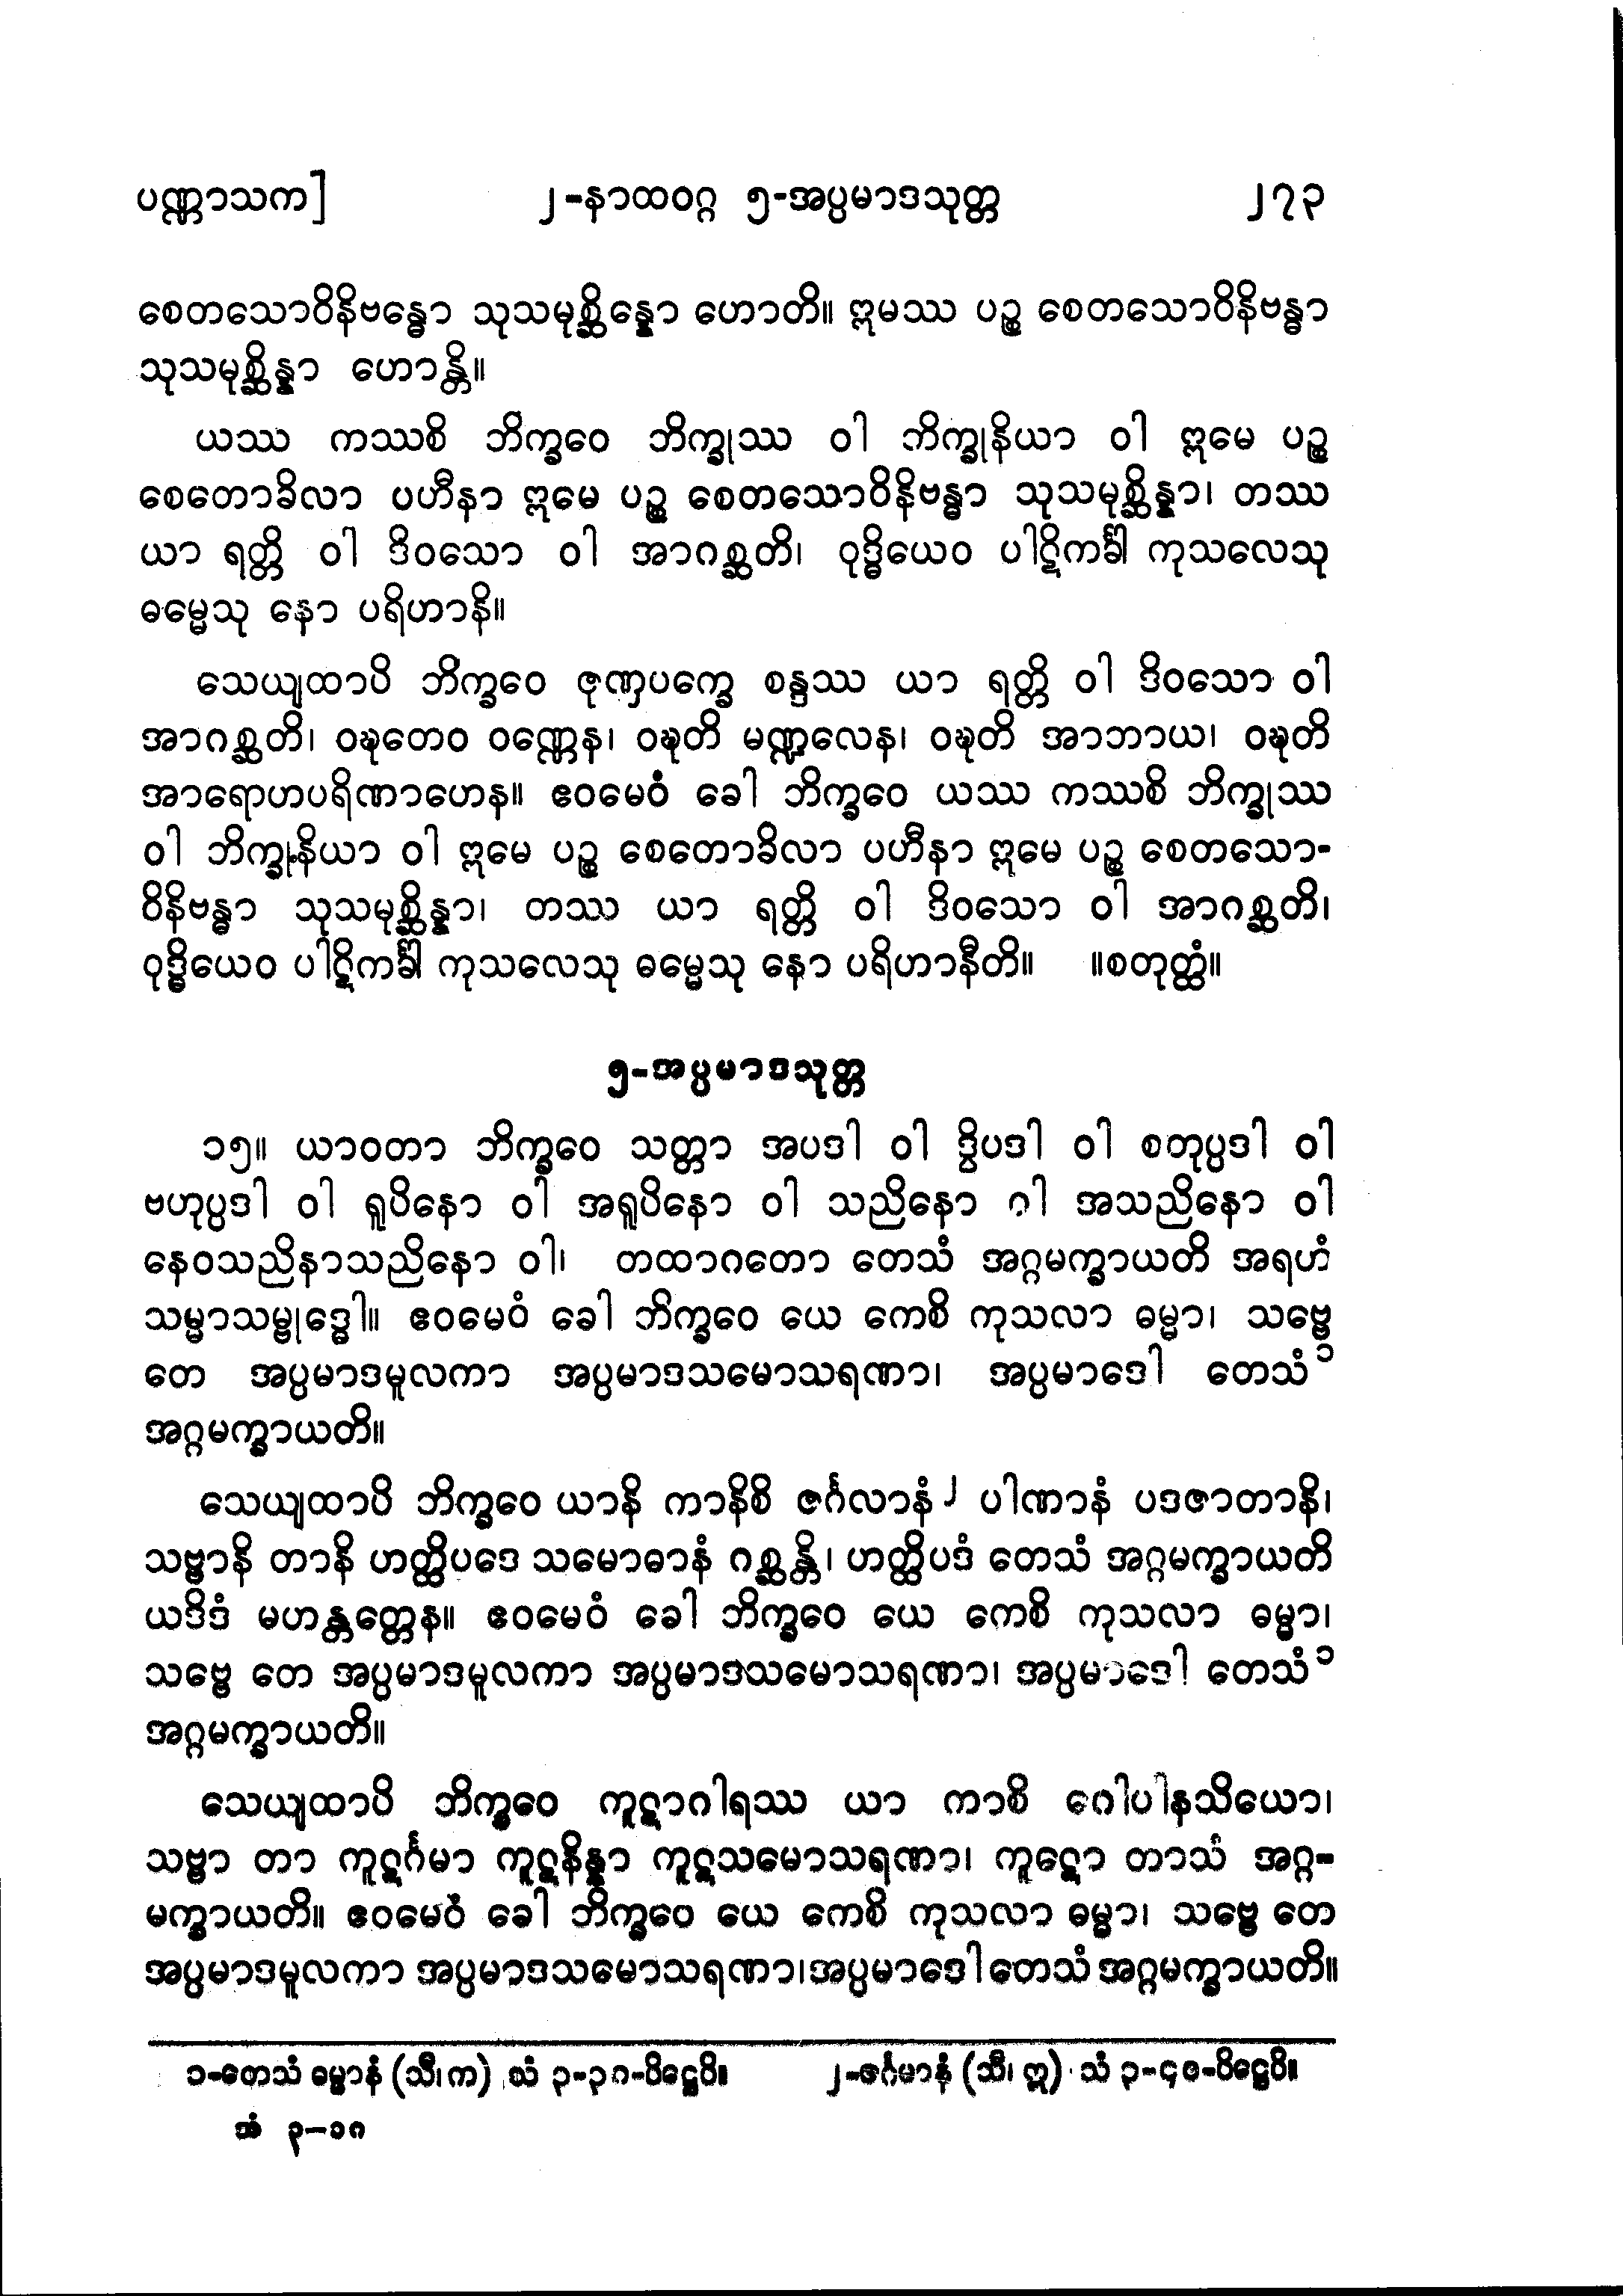 ပဏ္ဏာသက]	၂-နာထဝဂ္ဂ ၅-အပ္ပမာဒသုတ္တ	၂၇၃
စေတသောဝိနိဗန္ဓော သုသမုစ္ဆိန္နော ဟောတိ။ ဣမဿ ပဉ္စ စေတသောဝိနိဗန္ဓာ
သုသမုစ္ဆိန္နာ ဟောန္တိ။
ယဿ ကဿစိ ဘိက္ခဝေ ဘိက္ခုဿ ဝါ ဘိက္ခုနိယာ ဝါ ဣမေ ပဉ္စ
စေတောခိလာ ပဟီနာ ဣမေ ပဉ္စ စေတသောဝိနိဗန္ဓာ သုသမုစ္ဆိန္နာ၊ တဿ
ယာ ရတ္တိ ဝါ ဒိဝသော ဝါ အာဂစ္ဆတိ၊ ဝုဒ္ဓိယေဝ ပါဋိကင်္ခါ ကုသလေသု
ဓမ္မေသု နော ပရိဟာနိ။
သေယျထာပိ ဘိက္ခဝေ ဇုဏှပက္ခေ စန္ဒဿ ယာ ရတ္တိ ဝါ ဒိဝသော ဝါ
အာဂစ္ဆတိ၊ ဝဍ္ဎတေဝ ဝဏ္ဏေန၊ ဝဍ္ဎတိ မဏ္ဍလေန၊ ဝဍ္ဎတိ အာဘာယ၊ ဝဍ္ဎတိ
အာရောဟပရိဏာဟေန။ ဧဝမေဝံ ခေါ ဘိက္ခဝေ ယဿ ကဿစိ ဘိက္ခုဿ
ဝါ ဘိက္ခုနိယာ ဝါ ဣမေ ပဉ္စ စေတောခိလာ ပဟီနာ ဣမေ ပဉ္စ စေတသော-
ဝိနိဗန္ဓာ သုသမုစ္ဆိန္နာ၊ တဿ ယာ ရတ္တိ ဝါ ဒိဝသော ဝါ အာဂစ္ဆတိ၊
ဝုဒ္ဓိယေဝ ပါဋိကင်္ခါ ကုသလေသု ဓမ္မေသု နော ပရိဟာနီတိ။ ။စတုတ္ထံ။
၅-အပ္ပမာဒသုတ္တ
၁၅။ ယာဝတာ ဘိက္ခဝေ သတ္တာ အပဒါ ဝါ ဒွိပဒါ ဝါ စတုပ္ပဒါ ဝါ
ဗဟုပ္ပဒါ ဝါ ရူပိနော ဝါ အရူပိနော ဝါ သညိနော ဝါ အသညိနော ဝါ
နေဝသညိနာသညိနော ဝါ၊ တထာဂတော တေသံ အဂ္ဂမက္ခာယတိ အရဟံ
သမ္မာသမ္ဗုဒ္ဓေါ။ ဧဝမေဝံ ခေါ ဘိက္ခဝေ ယေ ကေစိ ကုသလာ ဓမ္မာ၊ သဗ္ဗေ
တေ အပ္ပမာဒမူလကာ အပ္ပမာဒသမောသရဏာ၊ အပ္ပမာဒေါ တေသံ၁
အဂ္ဂမက္ခာယတိ။
သေယျထာပိ ဘိက္ခဝေ ယာနိ ကာနိစိ ဇင်္ဂလာနံ၂ ပါဏာနံ ပဒဇာတာနိ၊
သဗ္ဗာနိ တာနိ ဟတ္ထိပဒေ သမောဓာနံ ဂစ္ဆန္တိ၊ ဟတ္ထိပဒံ တေသံ အဂ္ဂမက္ခာယတိ
ယဒိဒံ မဟန္တတ္တေန။ ဧဝမေဝံ ခေါ ဘိက္ခဝေ ယေ ကေစိ ကုသလာ ဓမ္မာ၊
သဗ္ဗေ တေ အပ္ပမာဒမူလကာ အပ္ပမာဒသမောသရဏာ၊ အပ္ပမာဒေါ တေသံ၁
အဂ္ဂမက္ခာယတိ။
သေယျထာပိ ဘိက္ခဝေ ကူဋာဂါရဿ ယာ ကာစိ ဂေါပါနသိယော၊
သဗ္ဗာ တာ ကူဋင်္ဂမာ ကူဋနိန္နာ ကူဋသမောသရဏာ၊ ကူဋော တာသံ အဂ္ဂ-
မက္ခာယတိ။ ဧဝမေဝံ ခေါ ဘိက္ခဝေ ယေ ကေစိ ကုသလာ ဓမ္မာ၊ သဗ္ဗေ တေ
အပ္ပမာဒမူလကာ အပ္ပမာဒသမောသရဏာ၊အပ္ပမာဒေါ တေသံ အဂ္ဂမက္ခာယတိ။
၁-တေသံ ဓမ္မာနံ (သီ၊ က) သံ ၃-၃၈-ပိဋ္ဌေပိ။	၂-ဇင်္ဂမာနံ (သီ၊ ဣ) သံ ၃-၄၈-ပိဋ္ဌေပိ။
အံ ၃–၁၈